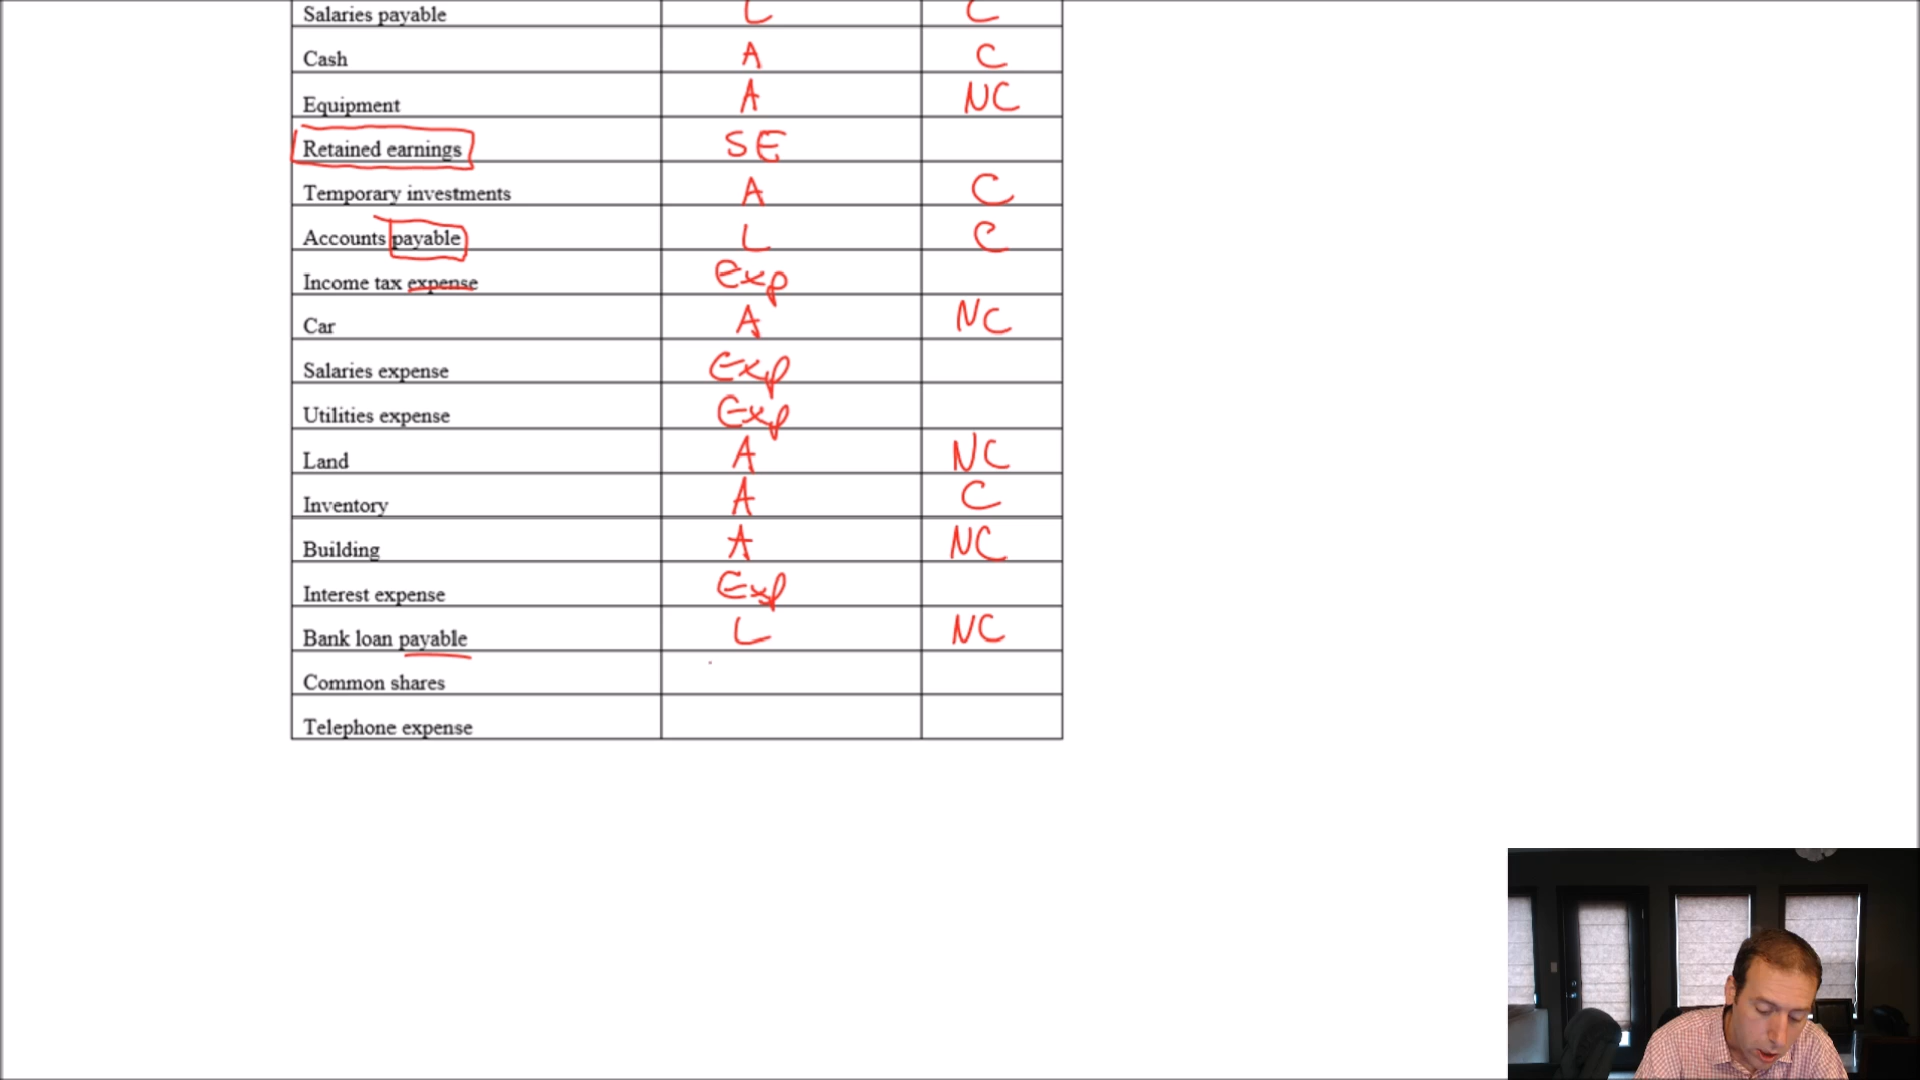 Salaries payable L C
Cash A C
Equipment A NC
Retained earnings SE
Temporary investments A C
Accounts payable L C
Income tax expense Exp
Car A NC
Salaries expense Exp
Utilities expense Exp
Land A NC
Inventory A C
Building A NC
Interest expense Exp
Bank loan payable L NC
Common shares
Telephone expense